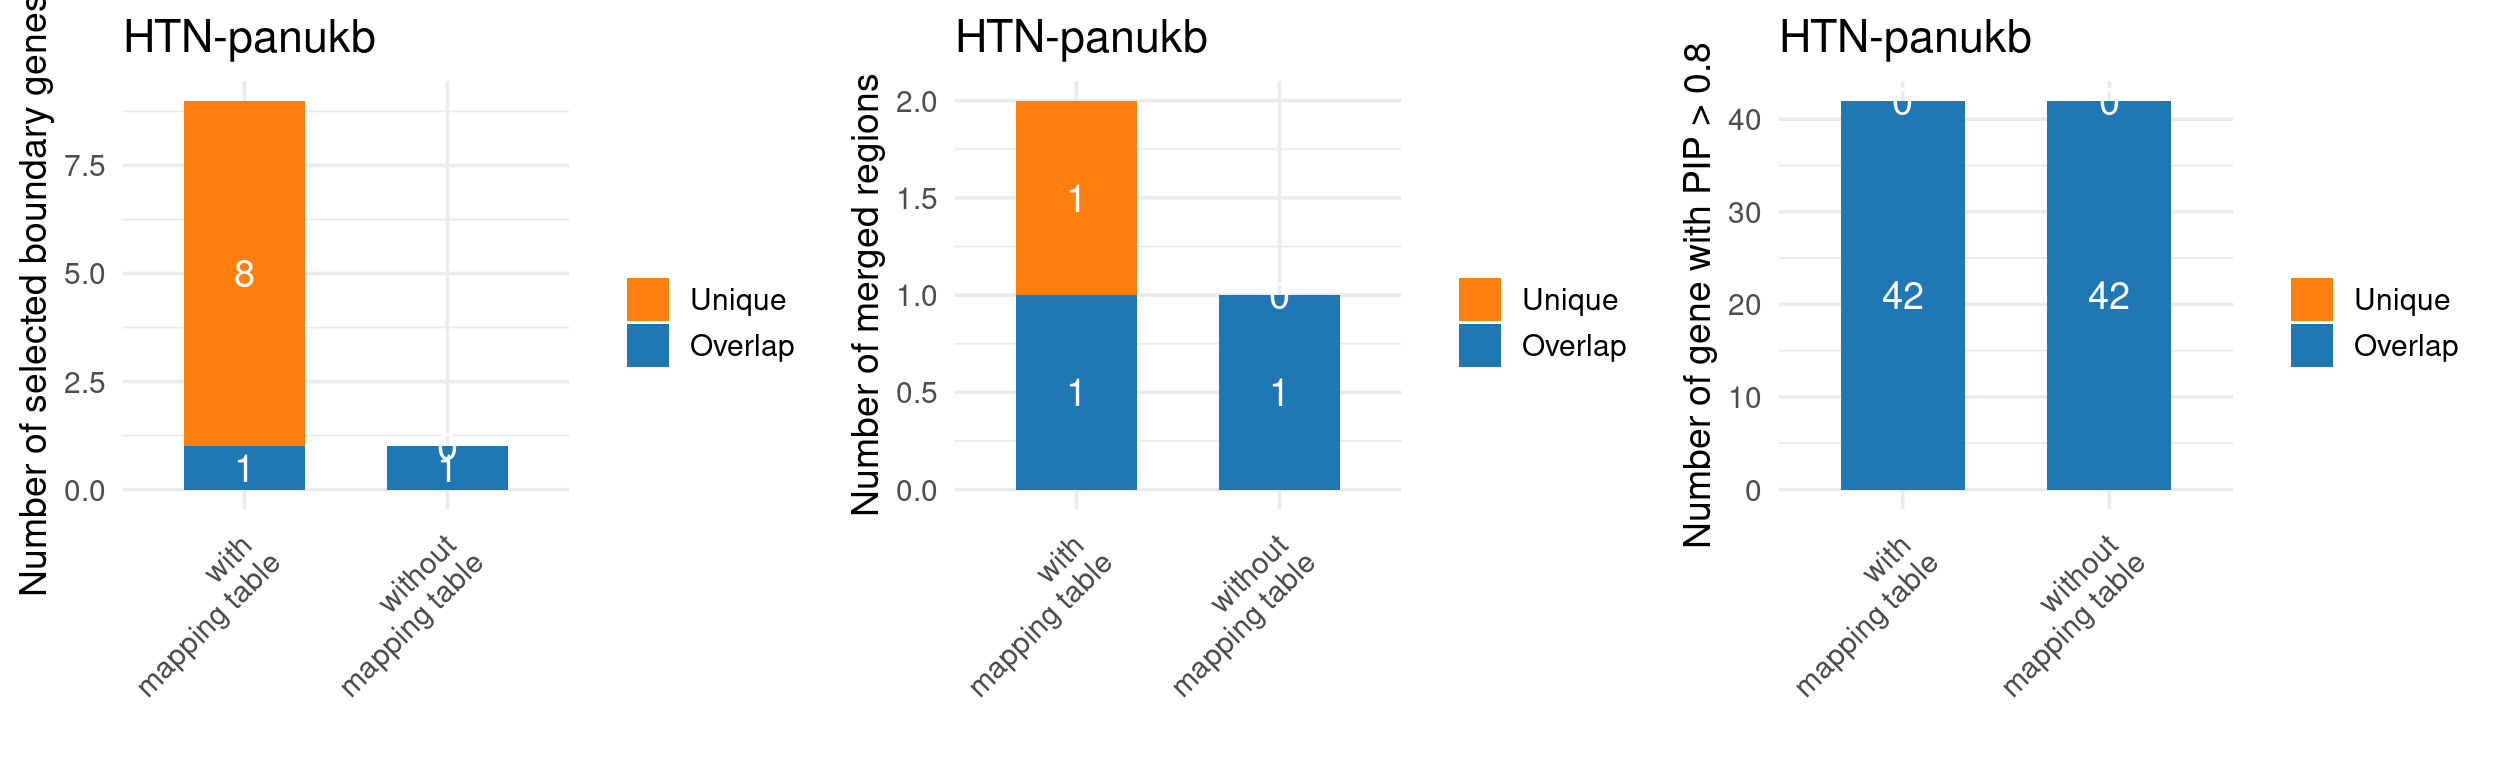 HTN-panukb
Number of selected boundary genes
7.5
5.0
2.5
0.0
8
1
0
1
with
mapping table
without
mapping table
Unique
Overlap
HTN-panukb
Number of merged regions
2.0
1.5
1.0
0.5
0.0
1
1
0
1
with
mapping table
without
mapping table
Unique
Overlap
HTN-panukb
Number of gene with PIP > 0.8
40
30
20
10
0
0
42
0
42
with
mapping table
without
mapping table
Unique
Overlap